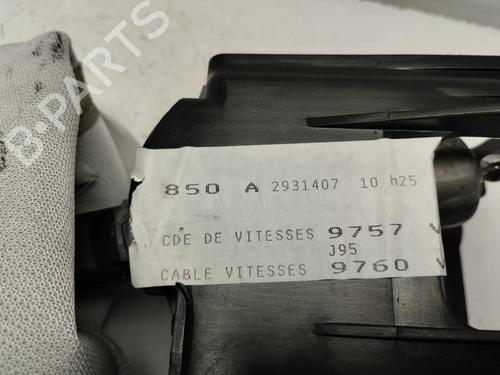 B-PARTS
850 A 2931407 10 h25
CDE DE VITESSES 9757 V
J95
CABLE VITESSES 9760 V